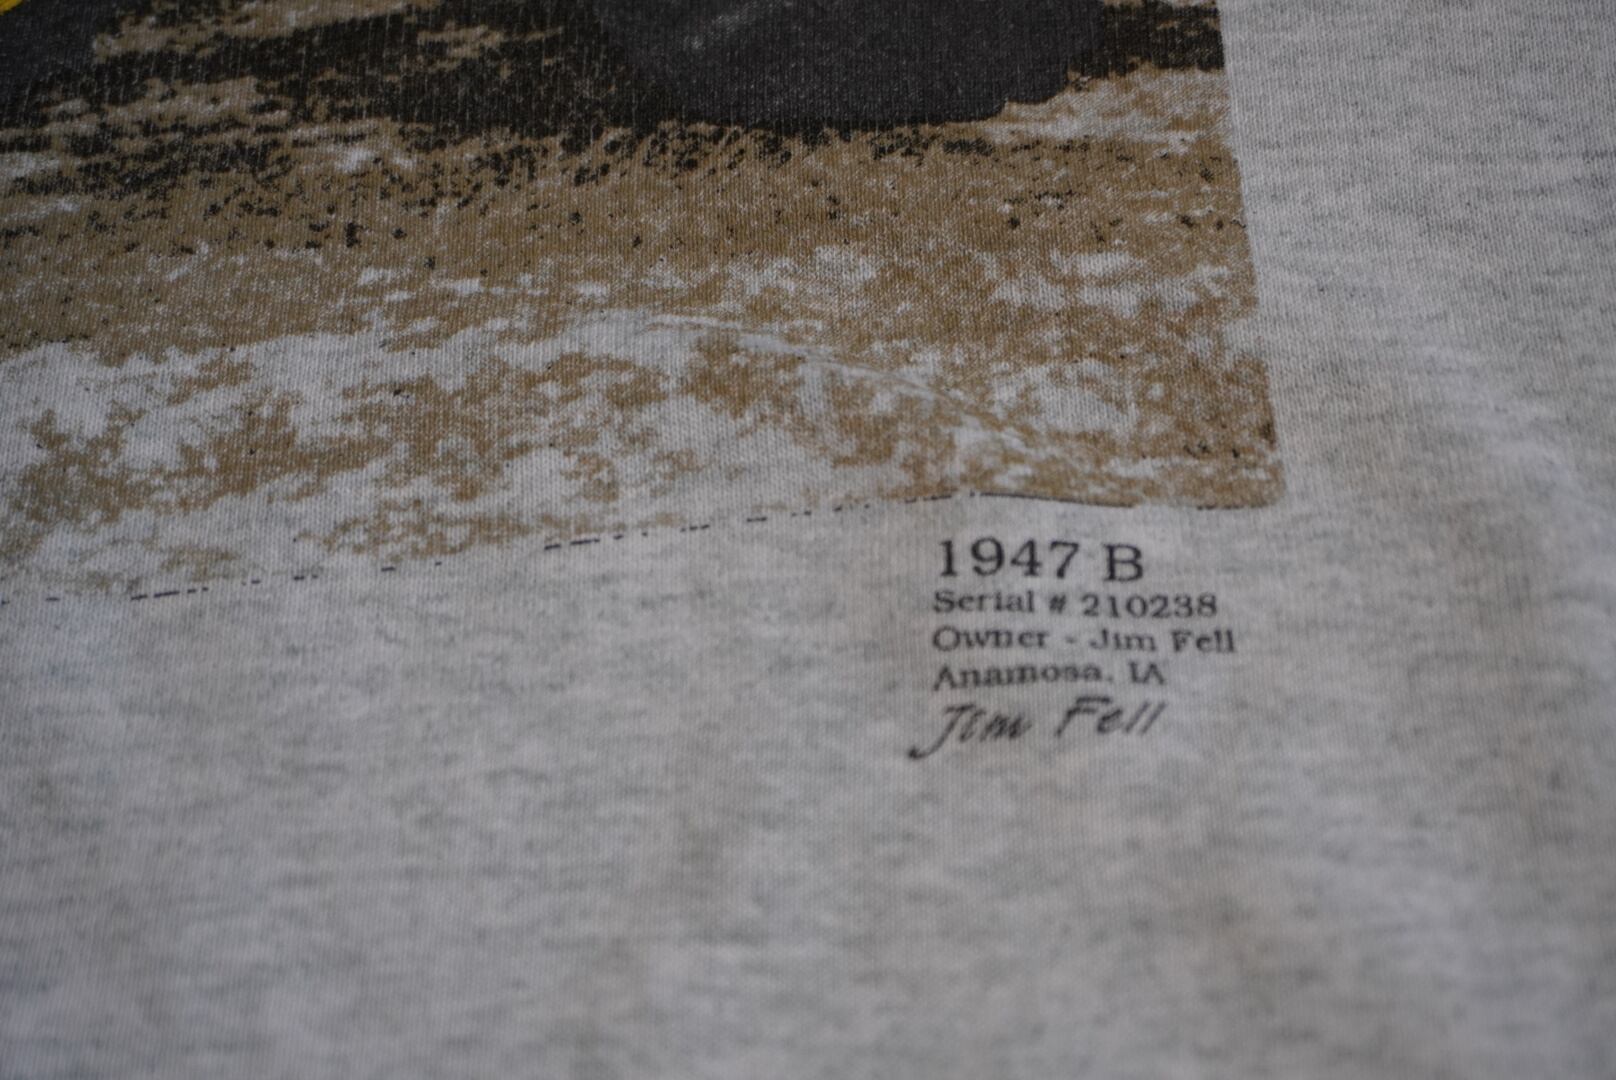 1947 B
Serial # 210238
Owner - Jim Fell
Anamosa, IA
Jim Fell